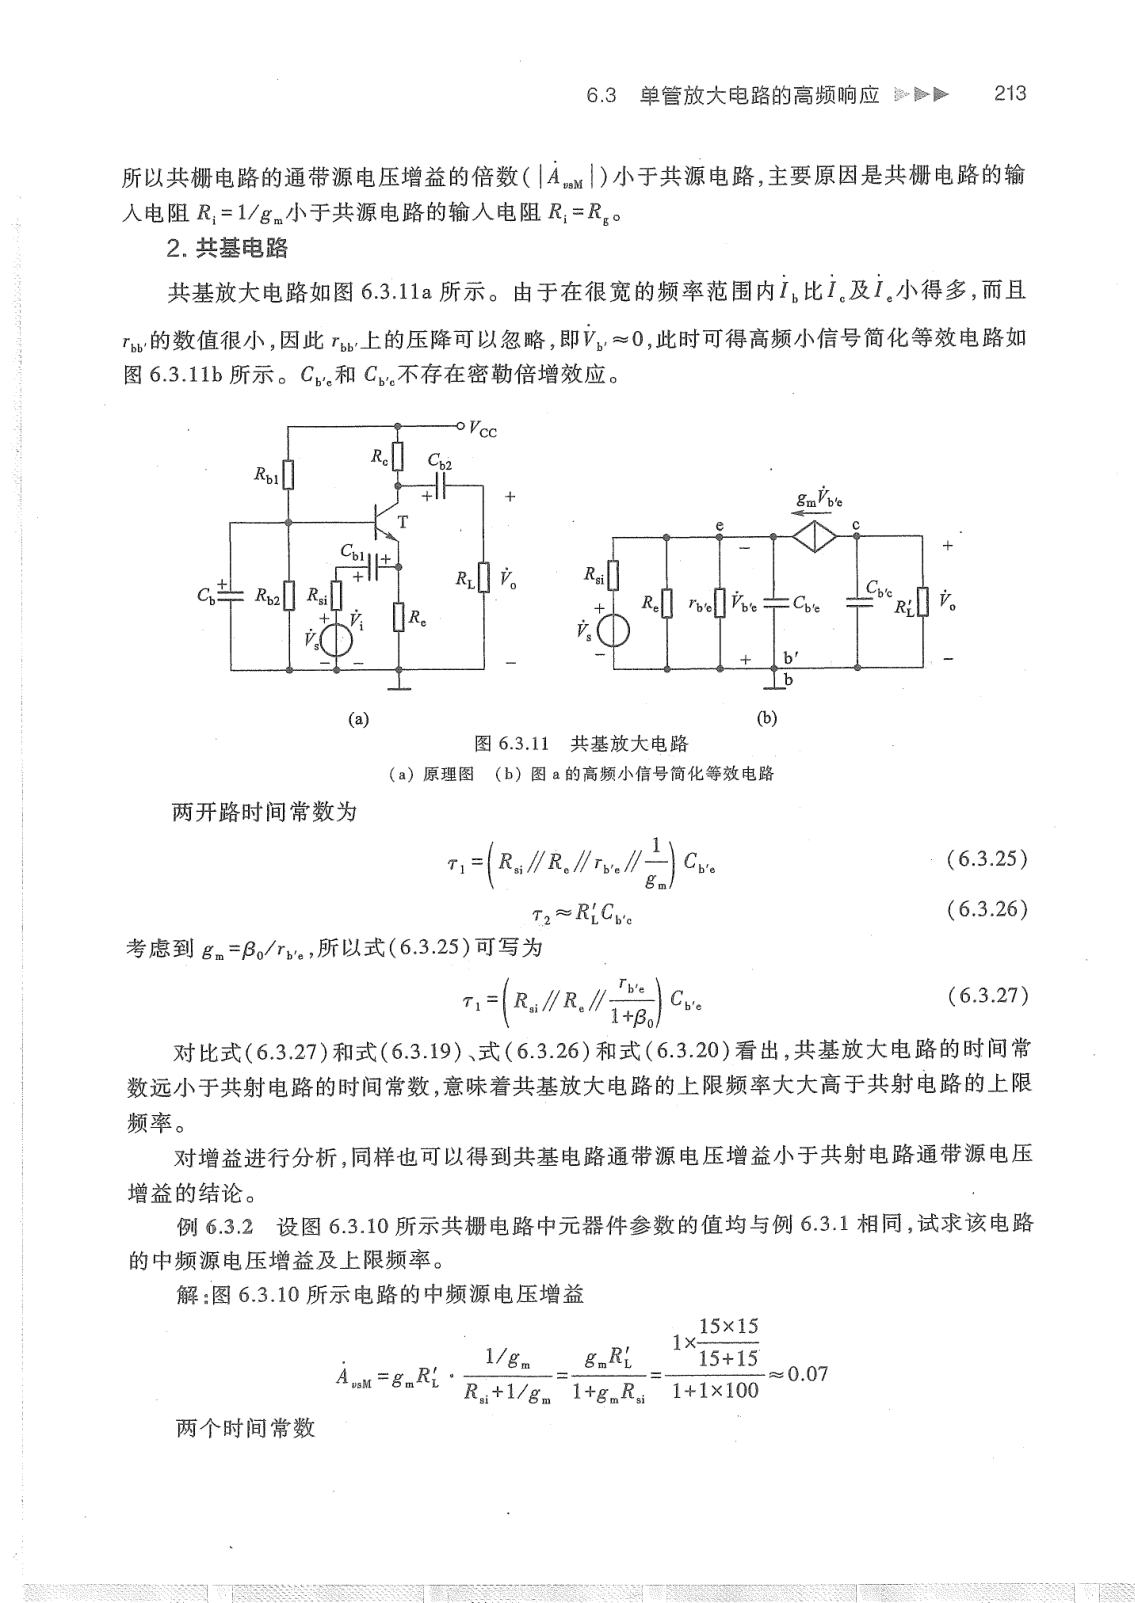 6.3 单管放大电路的高频响应 213
所以共栅电路的通带源电压增益的倍数(|Ȧ_vsM|)小于共源电路,主要原因是共栅电路的输
入电阻 R_i=1/g_m小于共源电路的输入电阻 R_i=R_g。
2. 共基电路
共基放大电路如图 6.3.11a 所示。由于在很宽的频率范围内İ_b比İ_c及İ_e小得多,而且
r_bb′的数值很小,因此 r_bb′上的压降可以忽略,即V̇_b′≈0,此时可得高频小信号简化等效电路如
图 6.3.11b 所示。C_b′e和 C_b′c不存在密勒倍增效应。
V_CC
R_c
C_b2
R_b1
+
+
T
C_b1
+
+
C_b
+
R_b2
R_si
V̇_i
+
V̇_s
−
−
R_e
R_L
V̇_o
−
(a)
g_mV̇_b′e
e
c
−
+
R_si
+
V̇_s
−
R_e
r_b′e
V̇_b′e
C_b′e
C_b′c
R′_L
V̇_o
+
b′
−
b
(b)
图 6.3.11 共基放大电路
(a) 原理图 (b) 图 a 的高频小信号简化等效电路
两开路时间常数为
τ_1=(R_si∥R_e∥r_b′e∥1/g_m)C_b′e (6.3.25)
τ_2≈R′_LC_b′c (6.3.26)
考虑到 g_m=β_0/r_b′e,所以式(6.3.25)可写为
τ_1=(R_si∥R_e∥r_b′e/(1+β_0))C_b′e (6.3.27)
对比式(6.3.27)和式(6.3.19)、式(6.3.26)和式(6.3.20)看出,共基放大电路的时间常
数远小于共射电路的时间常数,意味着共基放大电路的上限频率大大高于共射电路的上限
频率。
对增益进行分析,同样也可以得到共基电路通带源电压增益小于共射电路通带源电压
增益的结论。
例 6.3.2 设图 6.3.10 所示共栅电路中元器件参数的值均与例 6.3.1 相同,试求该电路
的中频源电压增益及上限频率。
解:图 6.3.10 所示电路的中频源电压增益
Ȧ_vsM=g_mR′_L·(1/g_m)/(R_si+1/g_m)=g_mR′_L/(1+g_mR_si)=(1×(15×15)/(15+15))/(1+1×100)≈0.07
两个时间常数